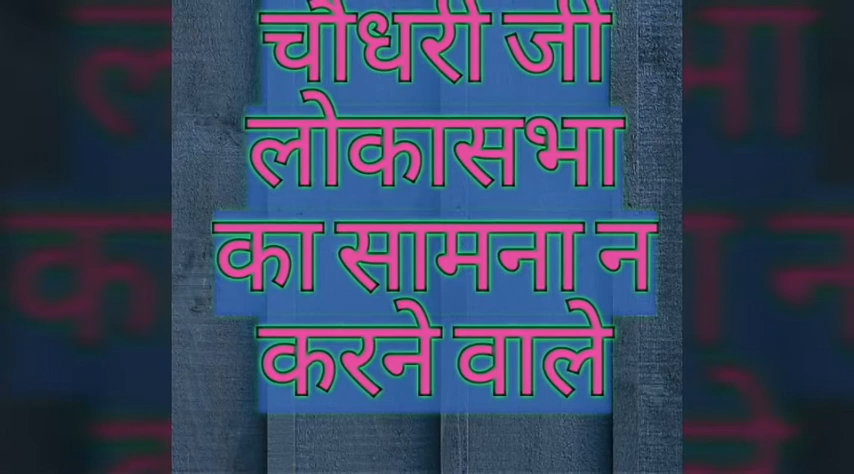 चौधरी जी
लोकासभा
का सामना न
करने वाले